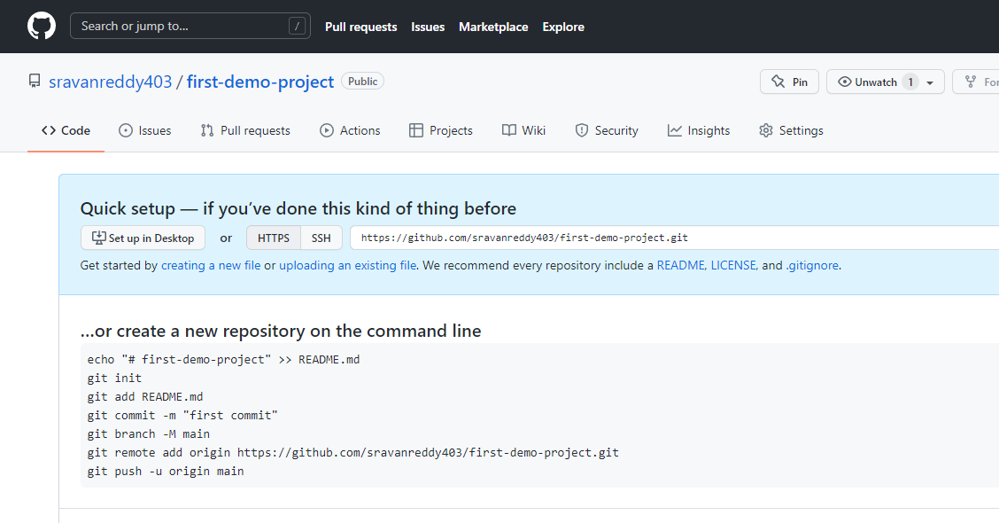 Search or jump to... /
Pull requests Issues Marketplace Explore
sravanreddy403 / first-demo-project Public
Pin Unwatch 1
Code Issues Pull requests Actions Projects Wiki Security Insights Settings
Quick setup — if you’ve done this kind of thing before
Set up in Desktop or HTTPS SSH https://github.com/sravanreddy403/first-demo-project.git
Get started by creating a new file or uploading an existing file. We recommend every repository include a README, LICENSE, and .gitignore.
…or create a new repository on the command line
echo "# first-demo-project" >> README.md
git init
git add README.md
git commit -m "first commit"
git branch -M main
git remote add origin https://github.com/sravanreddy403/first-demo-project.git
git push -u origin main